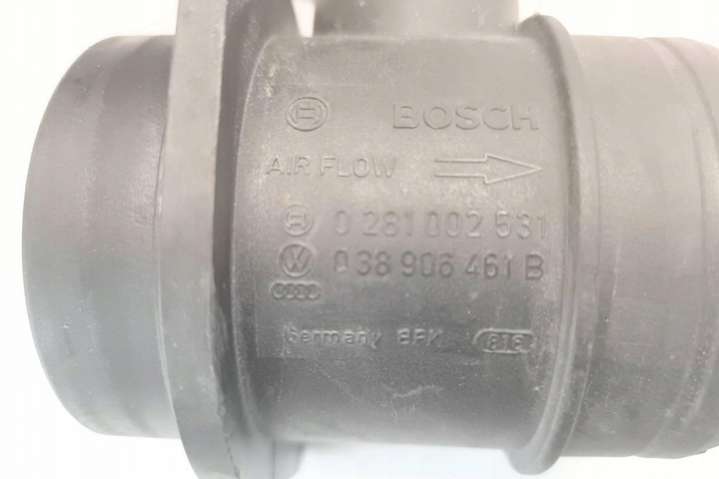 BOSCH
AIR FLOW
0 281 002 531
038 906 461 B
Germany